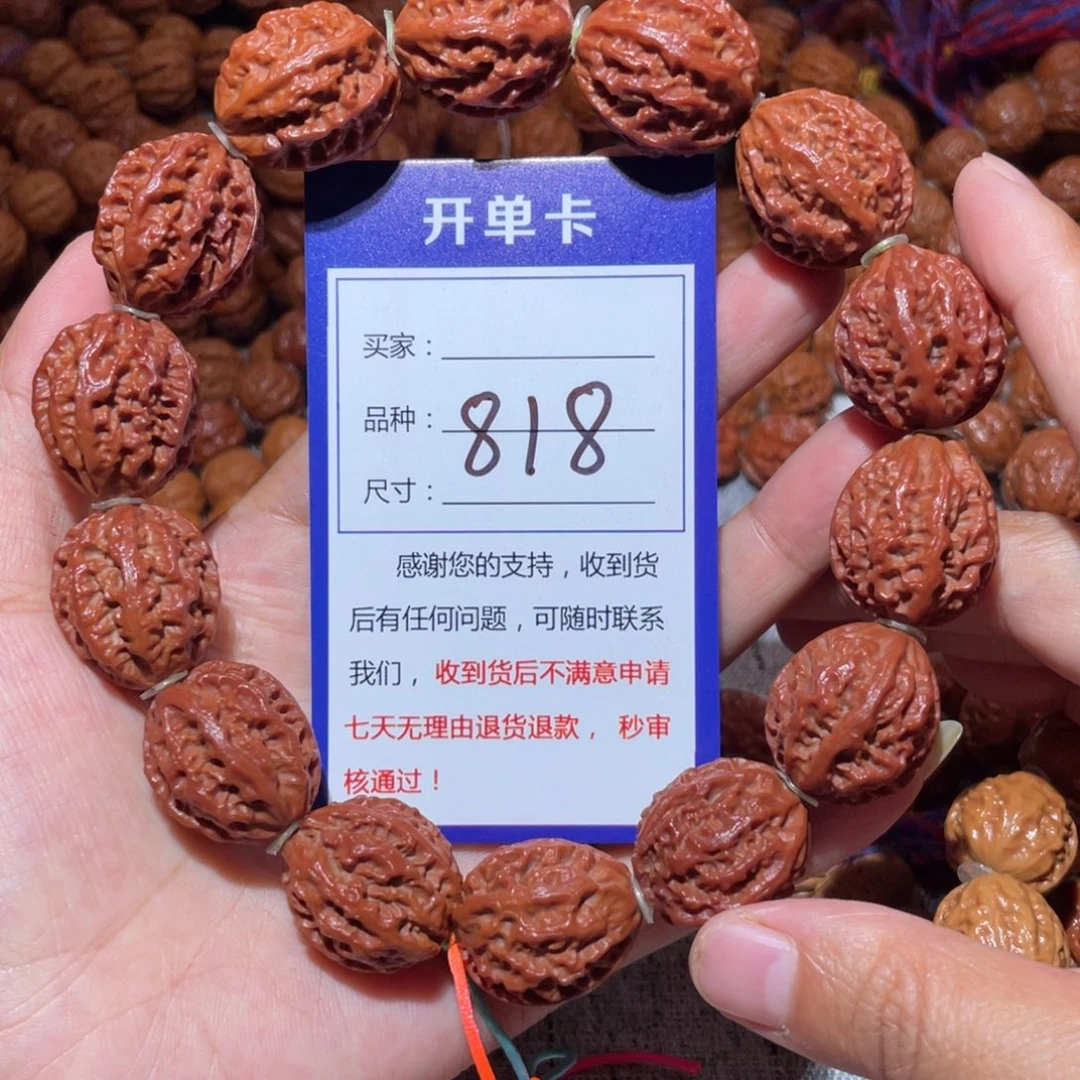 开单卡
买家：
品种：818
尺寸：
感谢您的支持，收到货
后有任何问题，可随时联系
我们，收到货后不满意申请
七天无理由退货退款，秒审
核通过！